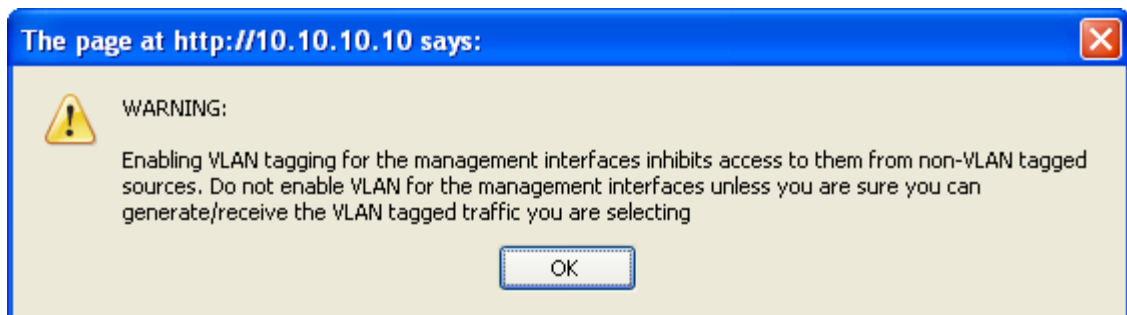 The page at http://10.10.10.10 says:
WARNING:
Enabling VLAN tagging for the management interfaces inhibits access to them from non-VLAN tagged
sources. Do not enable VLAN for the management interfaces unless you are sure you can
generate/receive the VLAN tagged traffic you are selecting
OK